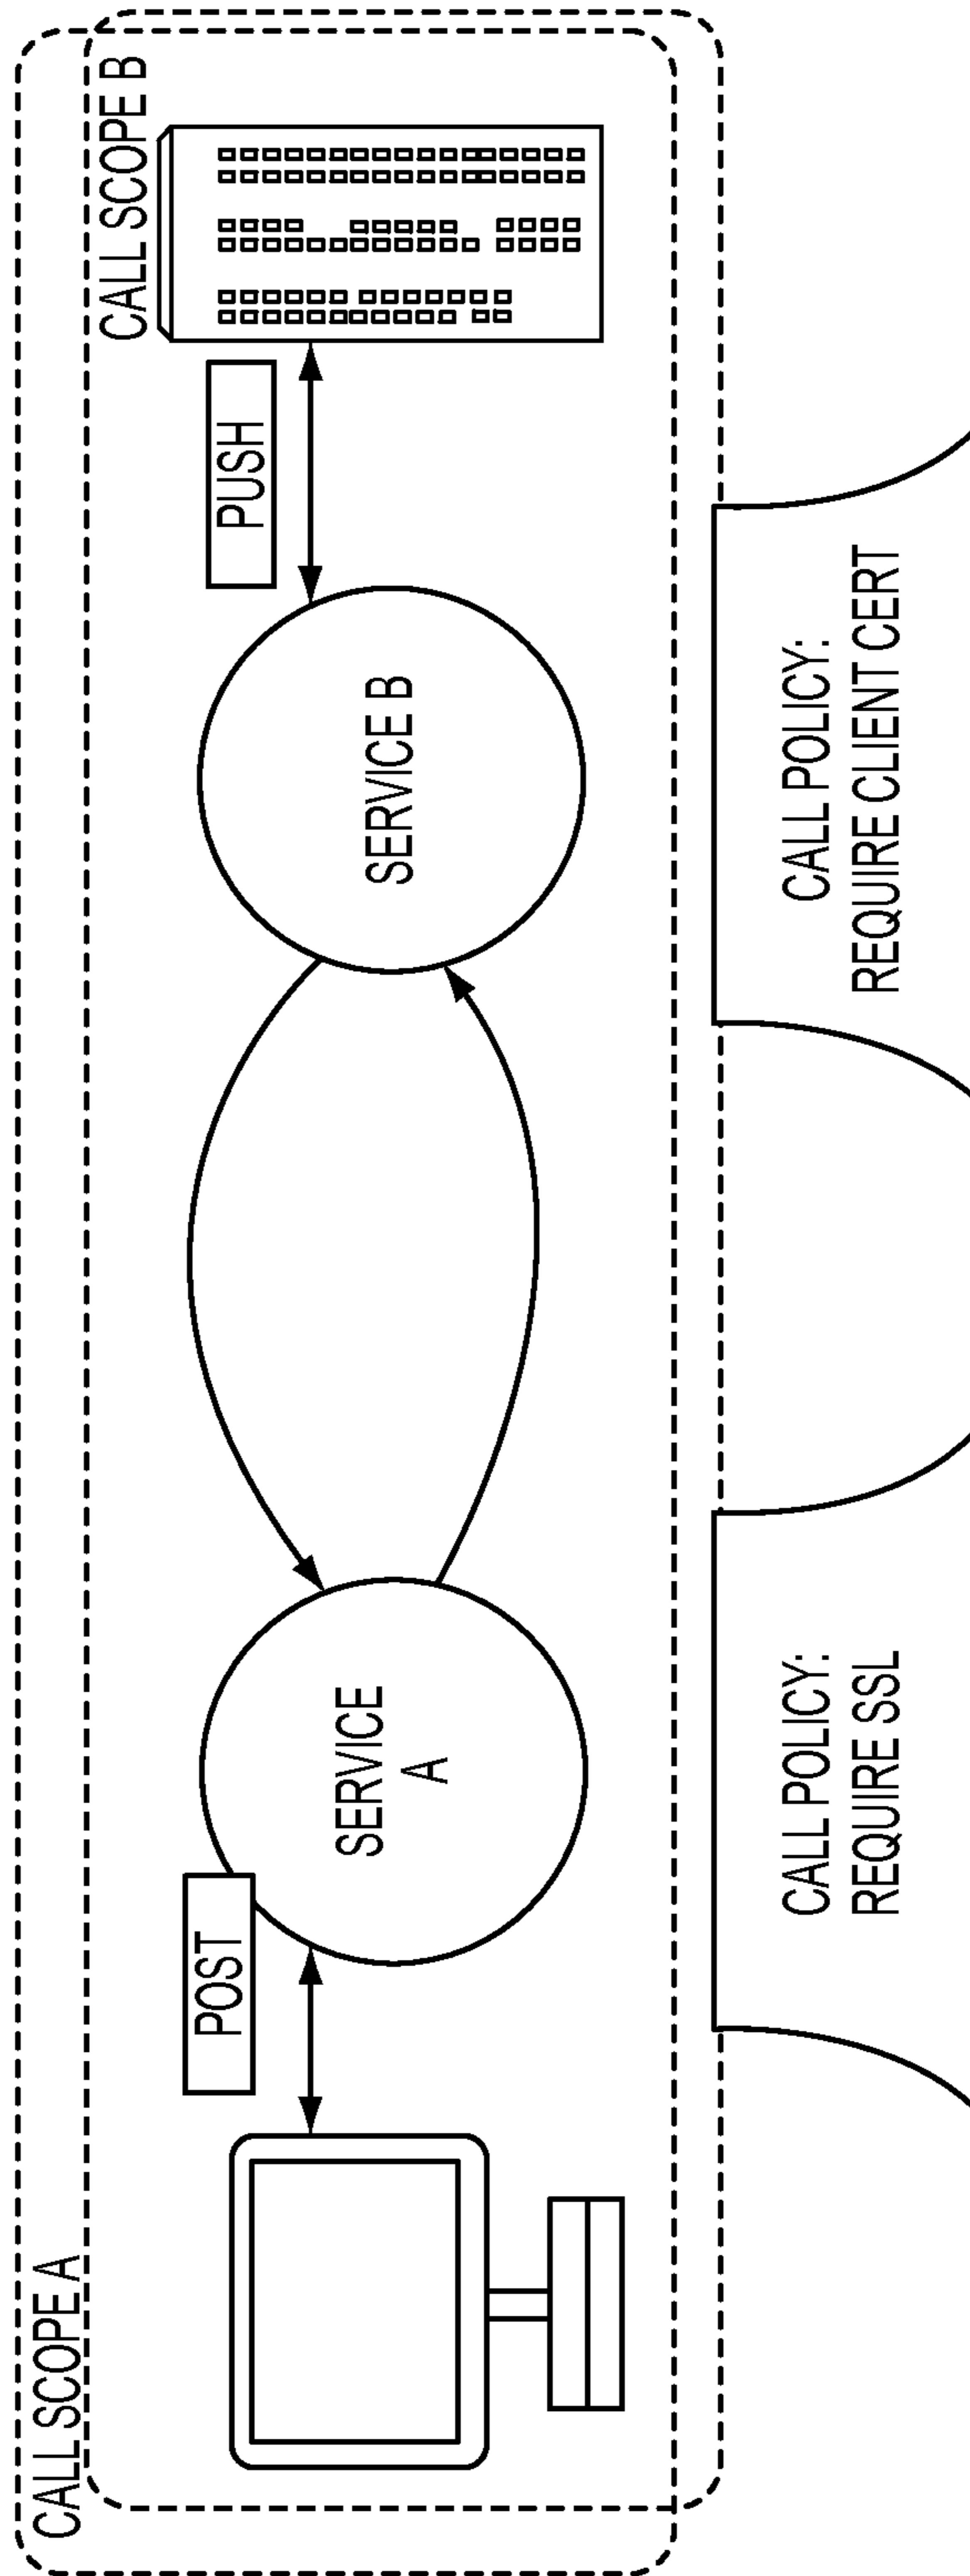 CALL SCOPE A
CALL SCOPE B
POST
PUSH
SERVICE
A
SERVICE B
CALL POLICY:
REQUIRE SSL
CALL POLICY:
REQUIRE CLIENT CERT